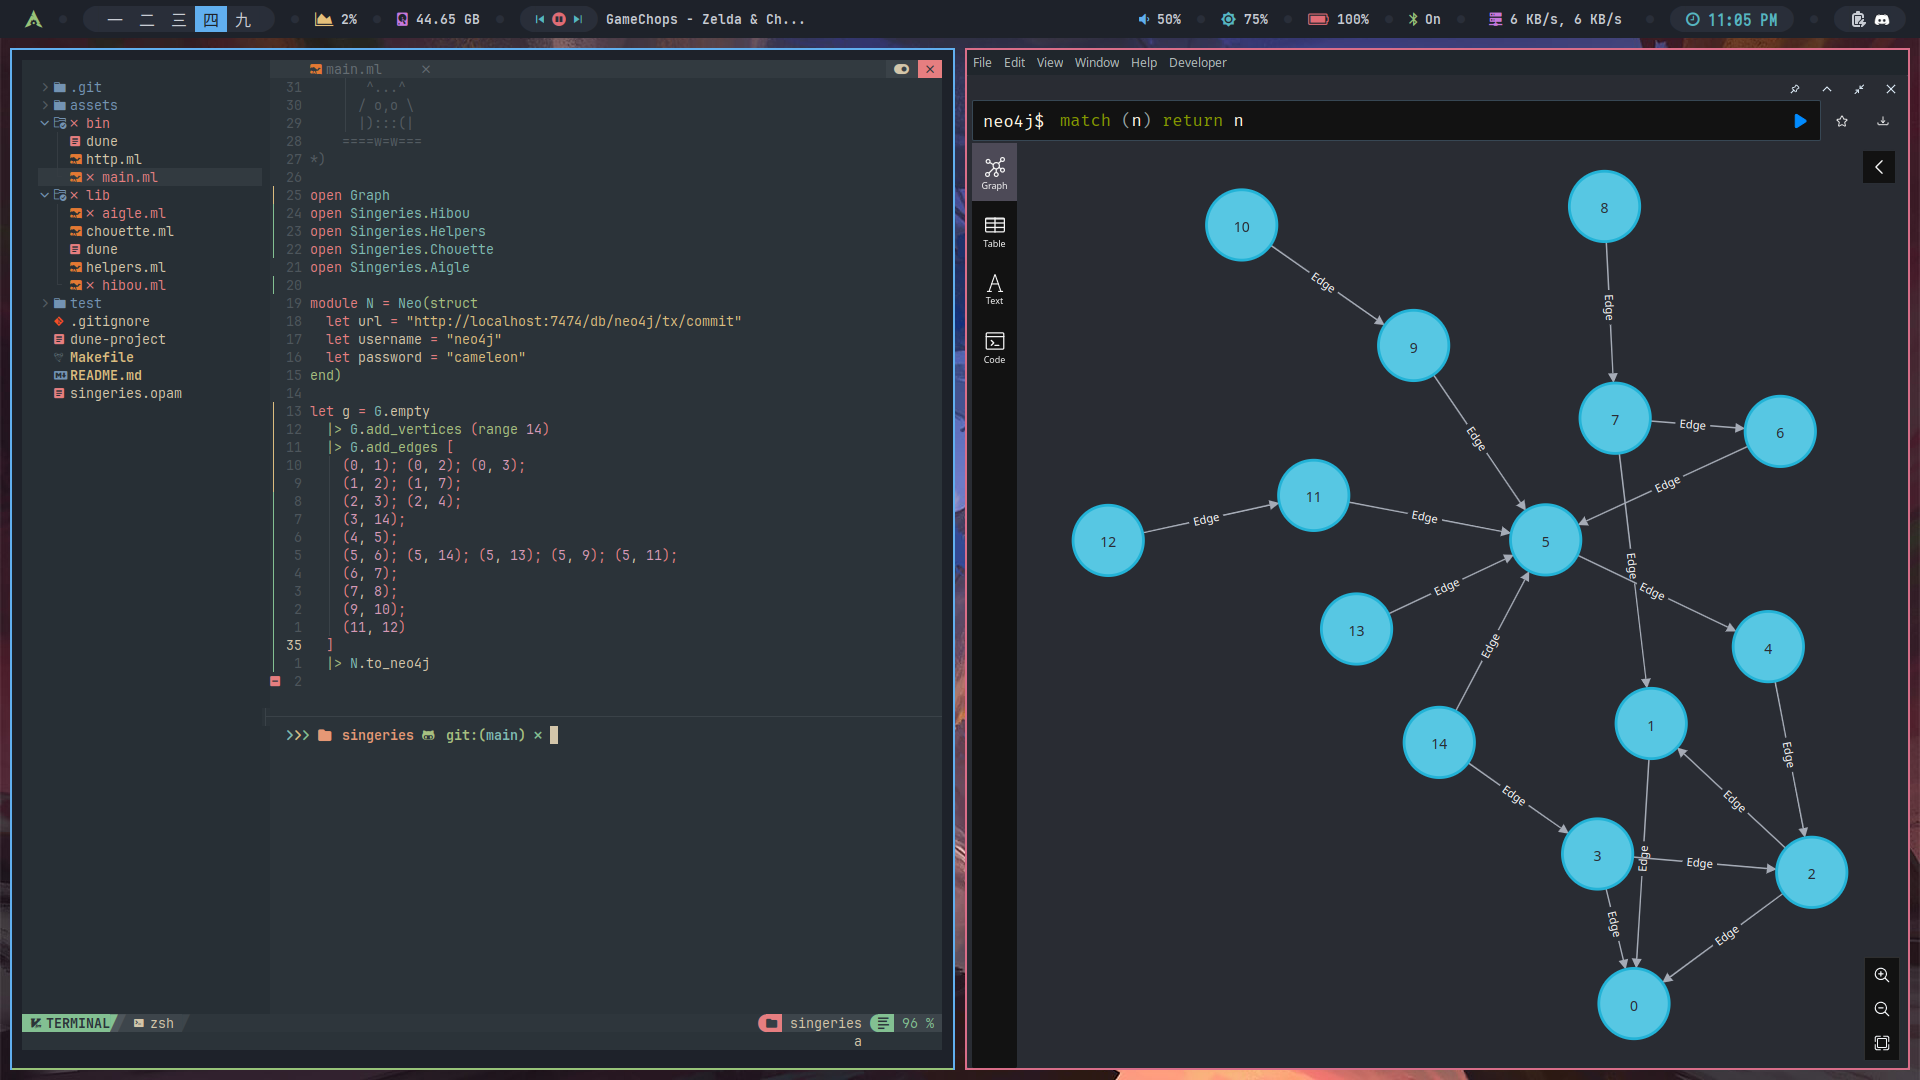 一 二 三 四 九 2% 44.65 GB GameChops - Zelda & Ch... 50% 75% 100% On 6 KB/s, 6 KB/s 11:05 PM
.git
assets
bin
dune
http.ml
main.ml
lib
aigle.ml
chouette.ml
dune
helpers.ml
hibou.ml
test
.gitignore
dune-project
Makefile
README.md
singeries.opam
main.ml
31 ^...^
30 / o,o \
29 |):::(|
28 ====w=w===
27 *)
26
25 open Graph
24 open Singeries.Hibou
23 open Singeries.Helpers
22 open Singeries.Chouette
21 open Singeries.Aigle
20
19 module N = Neo(struct
18 let url = "http://localhost:7474/db/neo4j/tx/commit"
17 let username = "neo4j"
16 let password = "cameleon"
15 end)
14
13 let g = G.empty
12 |> G.add_vertices (range 14)
11 |> G.add_edges [
10 (0, 1); (0, 2); (0, 3);
9 (1, 2); (1, 7);
8 (2, 3); (2, 4);
7 (3, 14);
6 (4, 5);
5 (5, 6); (5, 14); (5, 13); (5, 9); (5, 11);
4 (6, 7);
3 (7, 8);
2 (9, 10);
1 (11, 12)
35 ]
1 |> N.to_neo4j
2
>>> singeries git:(main) ×
TERMINAL zsh singeries 96 %
a
File Edit View Window Help Developer
neo4j$ match (n) return n
Graph
Table
Text
Code
8
10
Edge
Edge
9
7
Edge
6
Edge
Edge
11
Edge
Edge
12
5
Edge
Edge
Edge
Edge
13
Edge
4
1
14
Edge
Edge
Edge
3
Edge
Edge
2
Edge
Edge
0